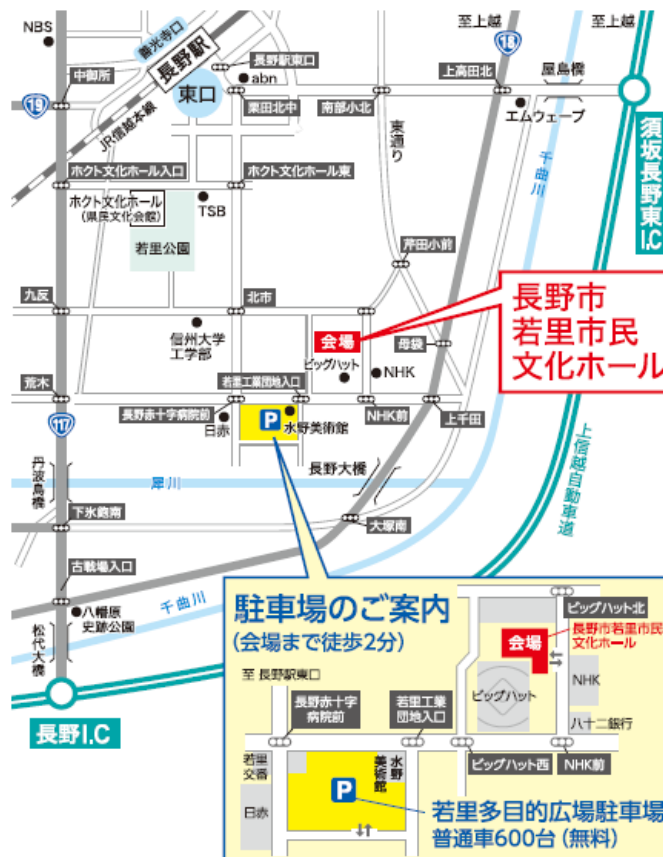 NBS
善光寺口
長野駅
長野駅東口
abn
至上越
至上越
18
中御所
19
東口
栗田北中
南部小北
上高田北
屋島橋
エムウェーブ
JR信越本線
東通り
千曲川
須坂長野東I.C
ホクト文化ホール入口
ホクト文化ホール東
ホクト文化ホール
(県民文化会館)
TSB
若里公園
芹田小前
九反
北市
長野市
若里市民
文化ホール
信州大学
工学部
会場
母袋
ビッグハット
NHK
荒木
若里工業団地入口
長野赤十字病院前
日赤
P
水野美術館
NHK前
上千田
117
丹波島橋
長野大橋
犀川
上信越自動車道
下氷鉋南
大塚南
古戦場入口
千曲川
八幡原
史跡公園
松代大橋
長野I.C
駐車場のご案内
(会場まで徒歩2分)
ビッグハット北
会場
長野市若里市民
文化ホール
至 長野駅東口
ビッグハット
NHK
長野赤十字
病院前
若里工業
団地入口
八十二銀行
若里
交番
水野
美術館
ビッグハット西
NHK前
P
日赤
若里多目的広場駐車場
普通車600台(無料)